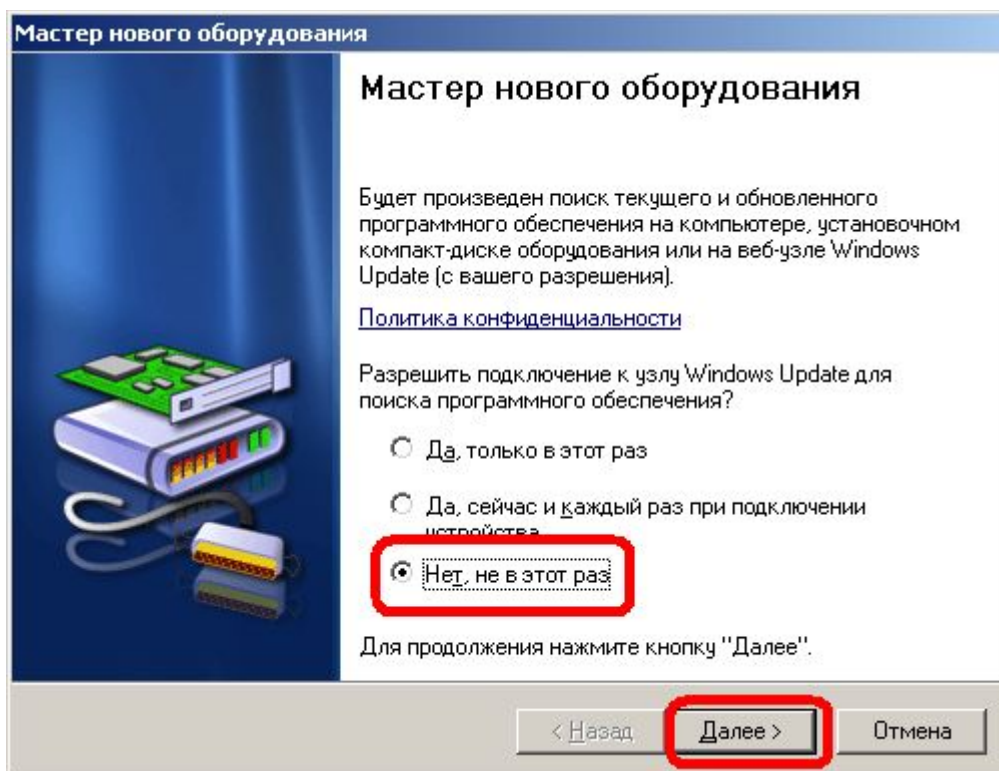 Мастер нового оборудования
Мастер нового оборудования
Будет произведен поиск текущего и обновленного
программного обеспечения на компьютере, установочном
компакт-диске оборудования или на веб-узле Windows
Update (с вашего разрешения).
Политика конфиденциальности
Разрешить подключение к узлу Windows Update для
поиска программного обеспечения?
Да, только в этот раз
Да, сейчас и каждый раз при подключении
устройства
Нет, не в этот раз
Для продолжения нажмите кнопку "Далее".
< Назад
Далее >
Отмена